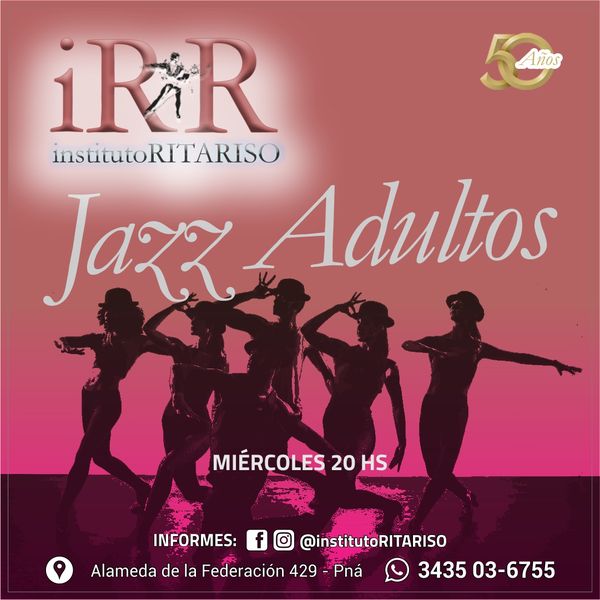 iRR
institutoRITARISO
50 Años
Jazz Adultos
MIÉRCOLES 20 HS
INFORMES: @institutoRITARISO
Alameda de la Federación 429 - Pná 3435 03-6755